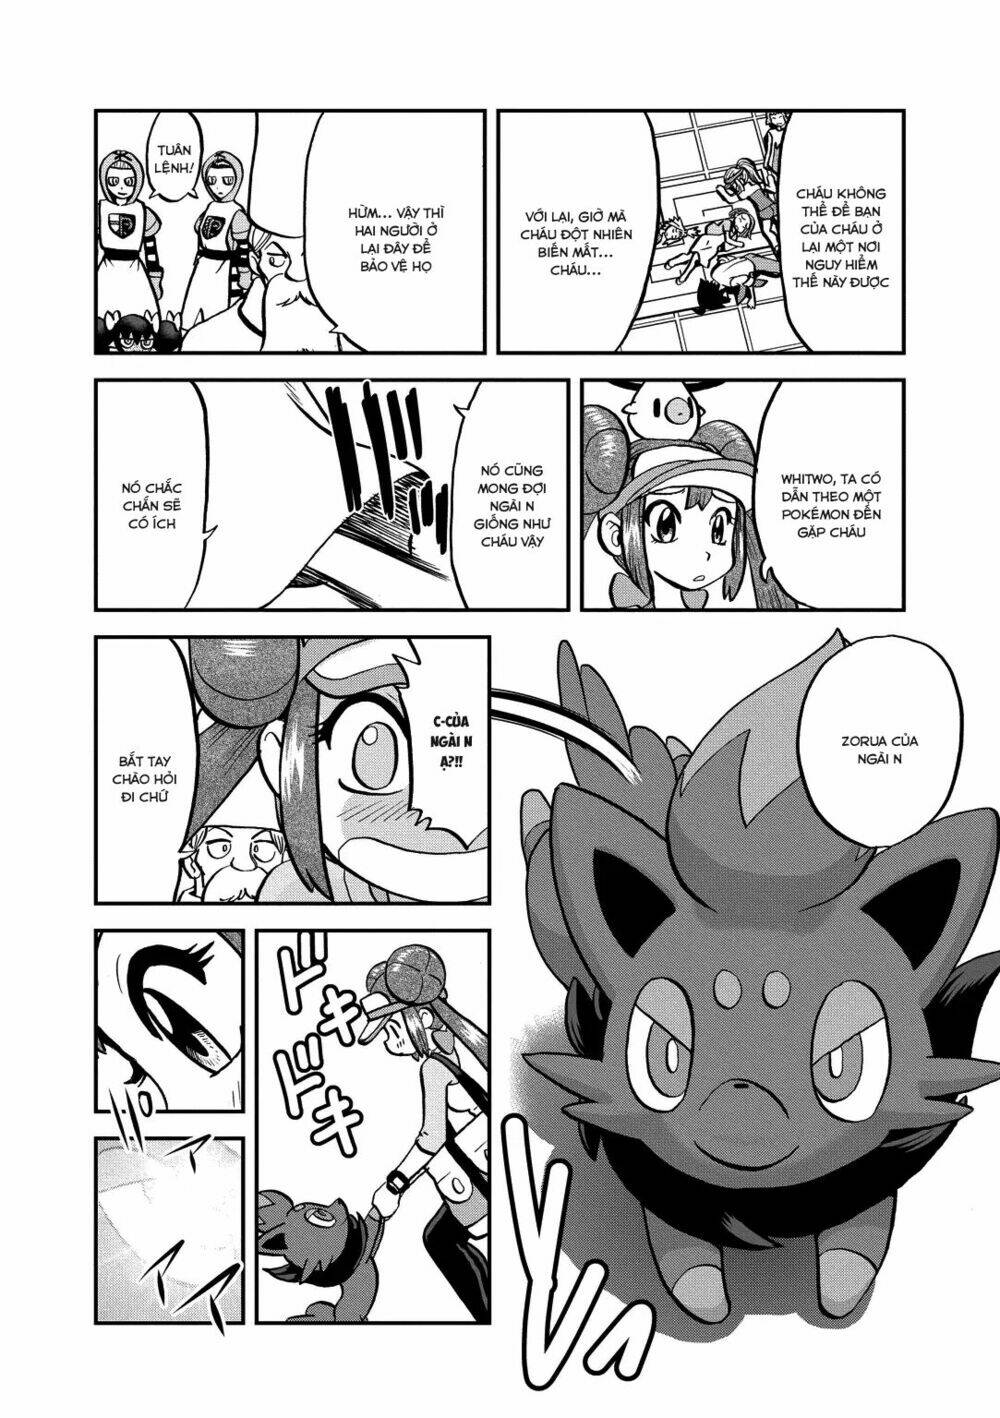 CHÁU KHÔNG
THỂ ĐỂ BẠN
CỦA CHÁU Ở
LẠI MỘT NƠI
NGUY HIỂM
THẾ NÀY ĐƯỢC
VỚI LẠI, GIỜ MÀ
CHÁU ĐỘT NHIÊN
BIẾN MẤT...
CHÁU...
HỪM... VẬY THÌ
HAI NGƯỜI Ở
LẠI ĐÂY ĐỂ
BẢO VỆ HỌ
TUÂN
LỆNH!
WHITWO, TA CÓ
DẪN THEO MỘT
POKÉMON ĐẾN
GẶP CHÁU
NÓ CŨNG
MONG ĐỢI
NGÀI N
GIỐNG NHƯ
CHÁU VẬY
NÓ CHẮC
CHẮN SẼ
CÓ ÍCH
ZORUA CỦA
NGÀI N
C-CỦA
NGÀI N
Ạ?!!
BẮT TAY
CHÀO HỎI
ĐI CHỨ
ドキ
ドキ
ピ